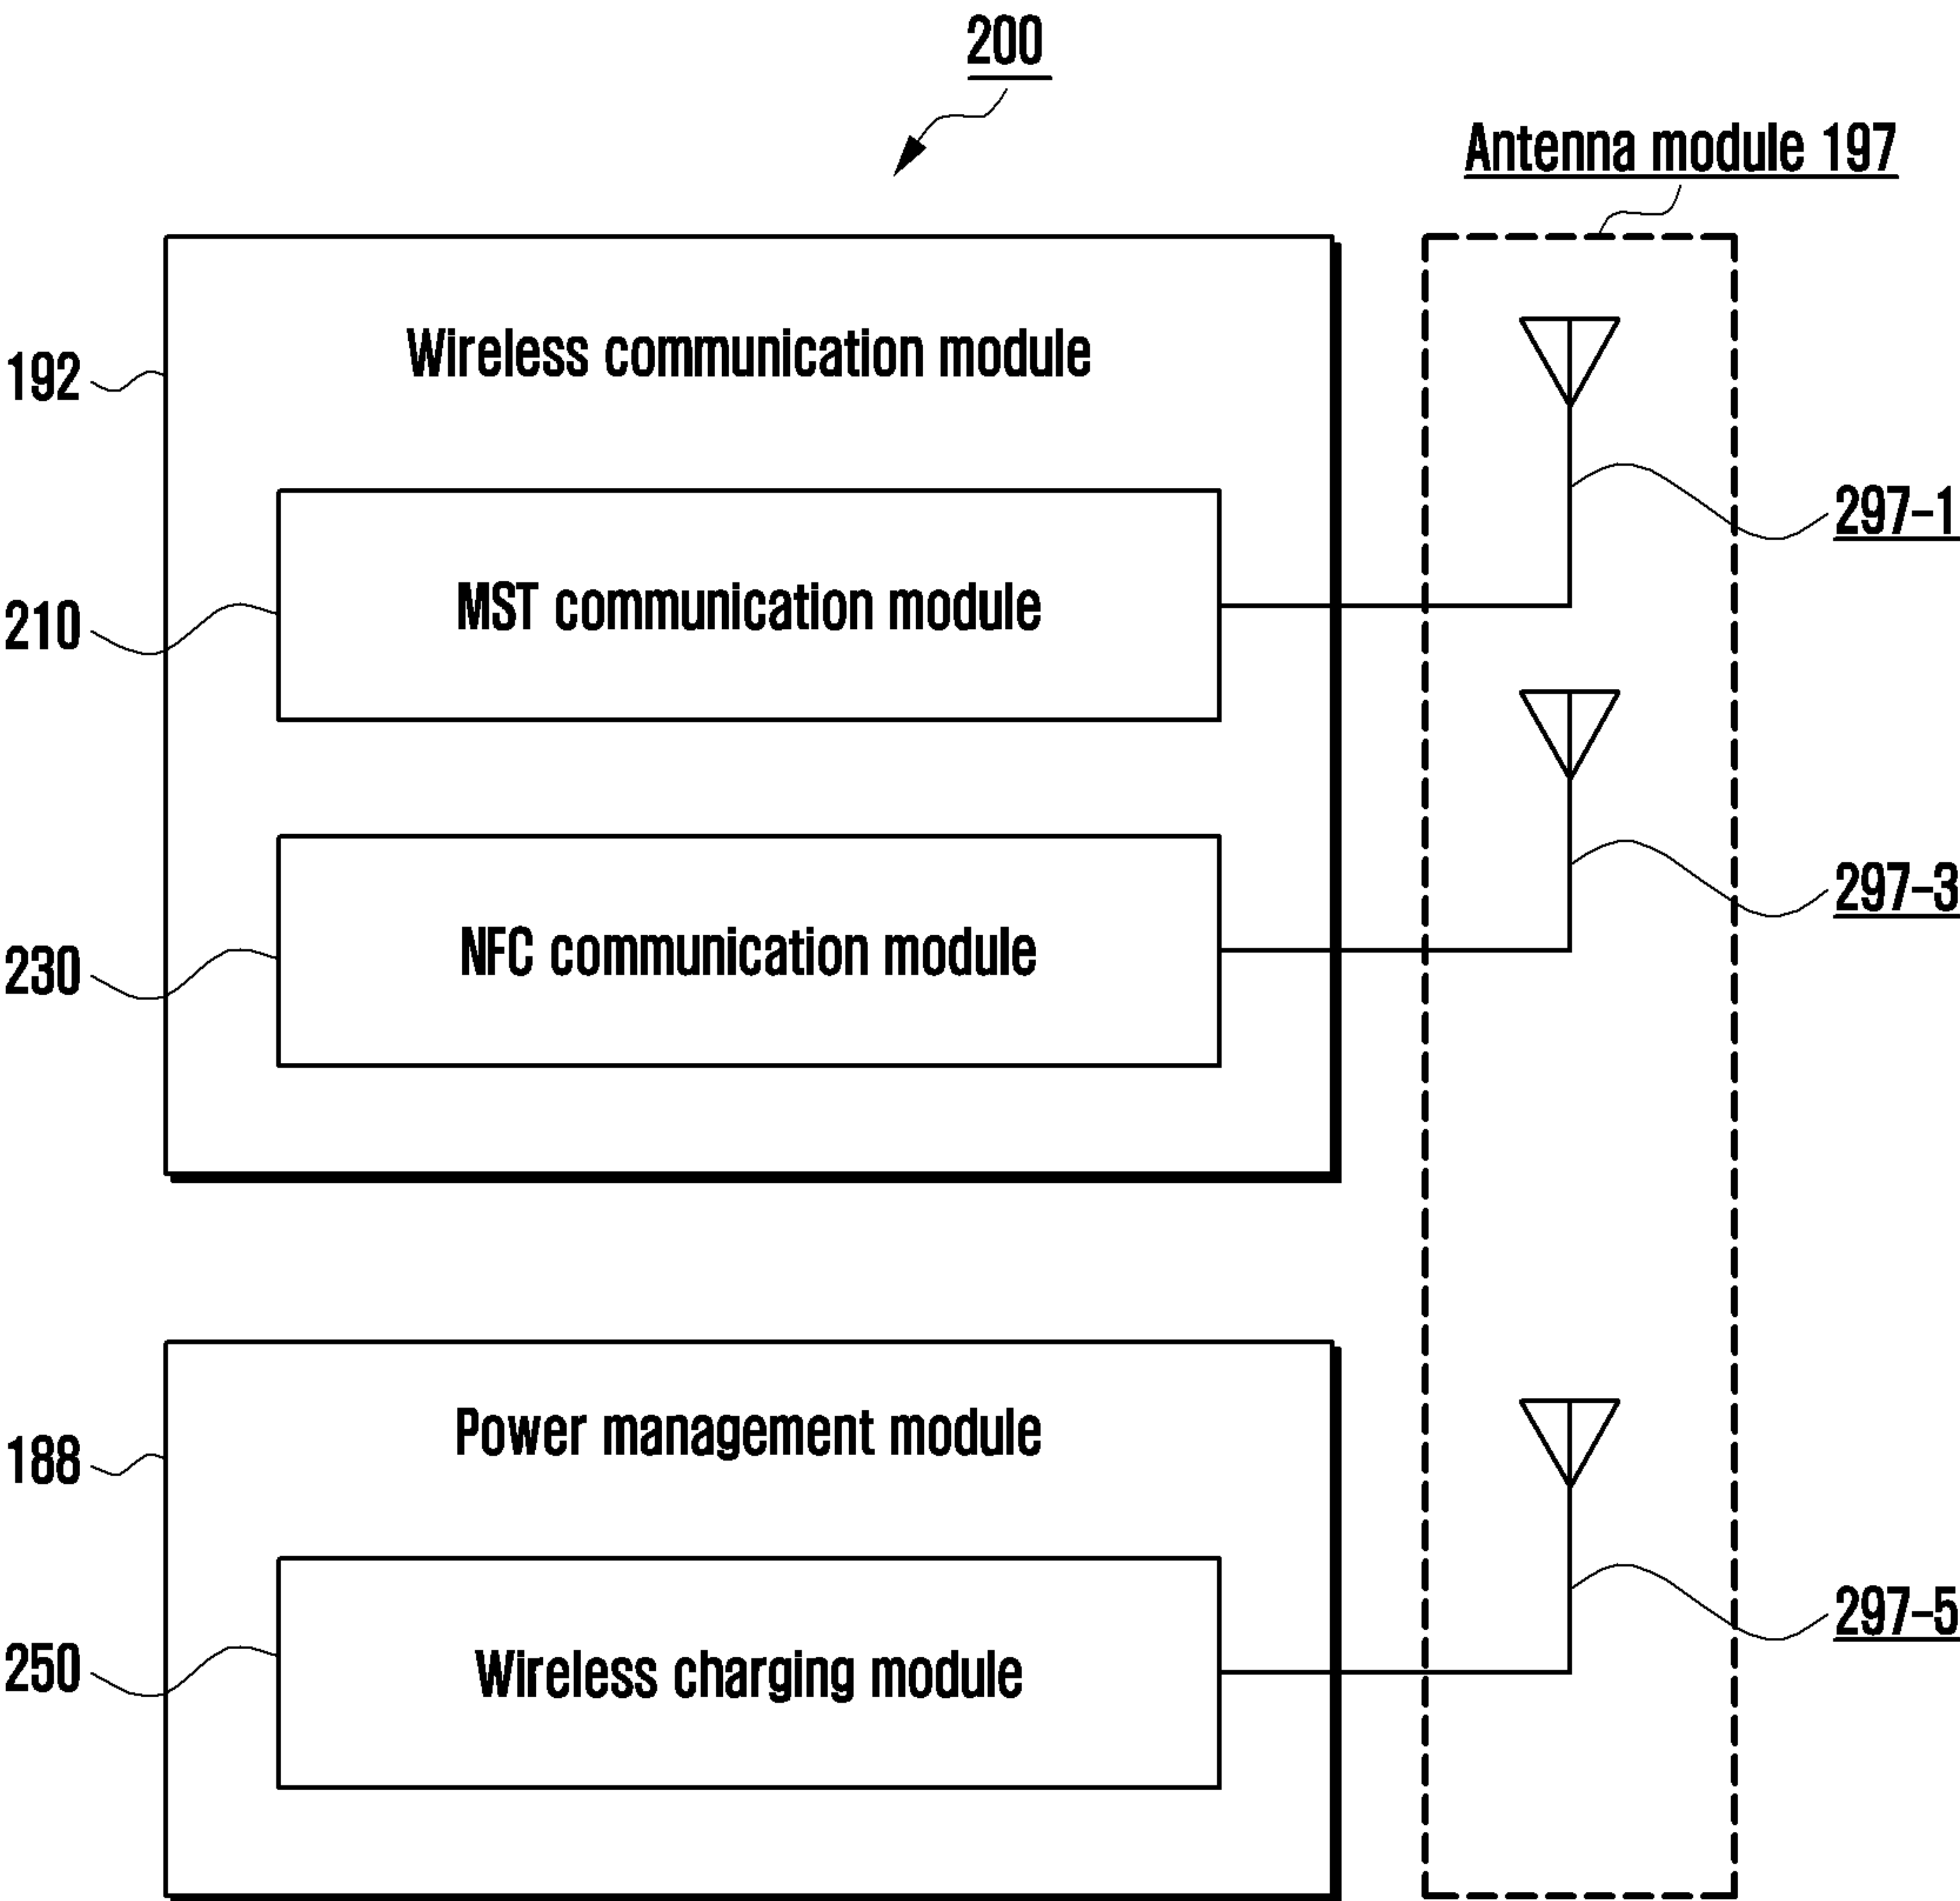 200
Antenna module 197
192
Wireless communication module
297-1
210
MST communication module
297-3
230
NFC communication module
188
Power management module
297-5
250
Wireless charging module